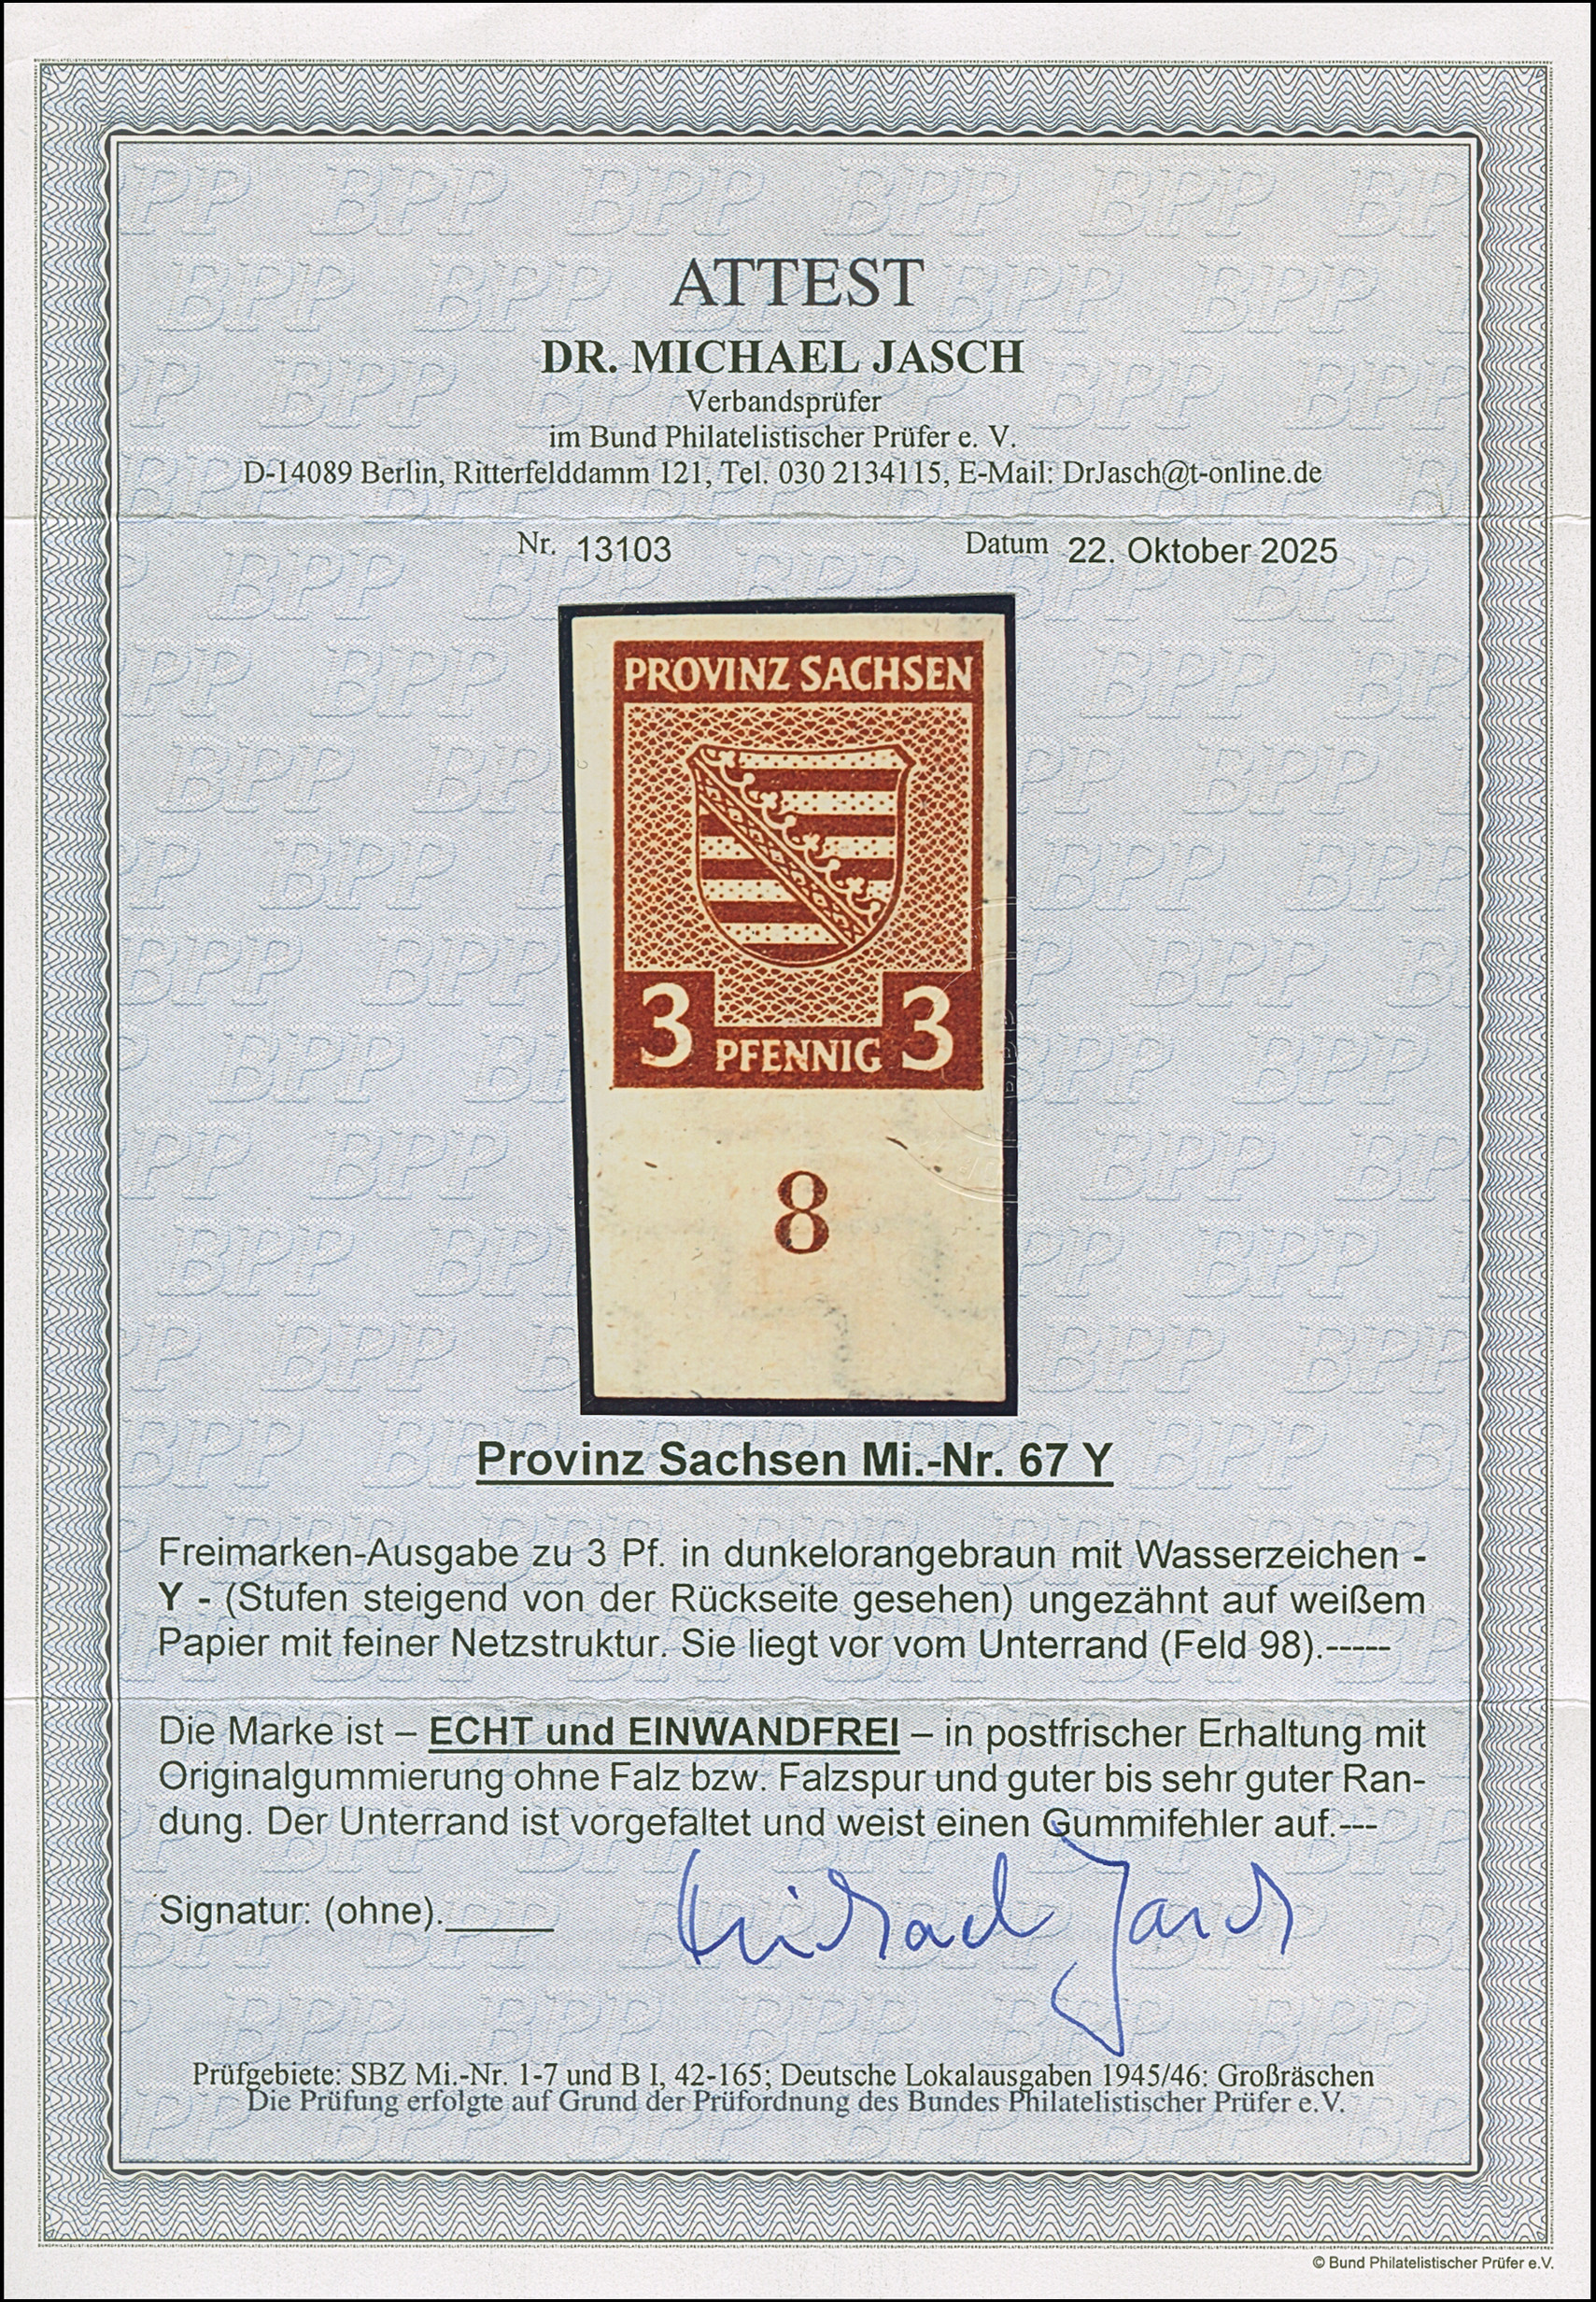 ATTEST
DR. MICHAEL JASCH
Verbandsprüfer
im Bund Philatelistischer Prüfer e. V.
D-14089 Berlin, Ritterfelddamm 121, Tel. 030 2134115, E-Mail: DrJasch@t-online.de
Nr. 13103 Datum 22. Oktober 2025
PROVINZ SACHSEN
3 PFENNIG 3
8
Provinz Sachsen Mi.-Nr. 67 Y
Freimarken-Ausgabe zu 3 Pf. in dunkelorangebraun mit Wasserzeichen -
Y - (Stufen steigend von der Rückseite gesehen) ungezähnt auf weißem
Papier mit feiner Netzstruktur. Sie liegt vor vom Unterrand (Feld 98).-----
Die Marke ist – ECHT und EINWANDFREI – in postfrischer Erhaltung mit
Originalgummierung ohne Falz bzw. Falzspur und guter bis sehr guter Ran-
dung. Der Unterrand ist vorgefaltet und weist einen Gummifehler auf.---
Signatur: (ohne).______
Michael Jasch
Prüfgebiete: SBZ Mi.-Nr. 1-7 und B I, 42-165; Deutsche Lokalausgaben 1945/46: Großräschen
Die Prüfung erfolgte auf Grund der Prüfordnung des Bundes Philatelistischer Prüfer e.V.
© Bund Philatelistischer Prüfer e.V.